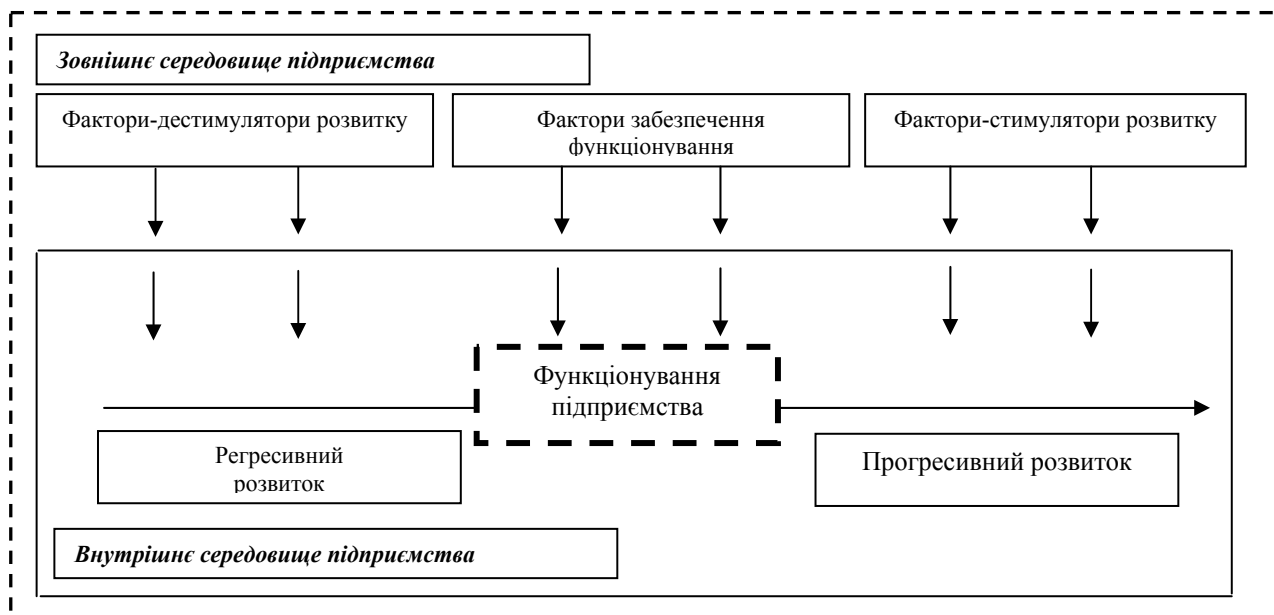 Зовнішнє середовище підприємства
Фактори-дестимулятори розвитку
Фактори забезпечення
функціонування
Фактори-стимулятори розвитку
Функціонування
підприємства
Регресивний
розвиток
Прогресивний розвиток
Внутрішнє середовище підприємства